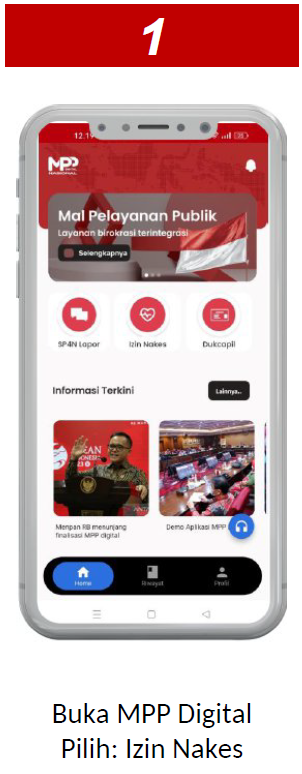 1
12.1
MPP
NASIONAL
Mal Pelayanan Publik
Layanan birokrasi terintegrasi
Selengkapnya
SP4N Lapor
Izin Nakes
Dukcapil
Informasi Terkini
Lainnya...
Menpan RB menunjang
finalisasi MPP digital
Demo Aplikasi MPP
Home
Riwayat
Profil
Buka MPP Digital
Pilih: Izin Nakes